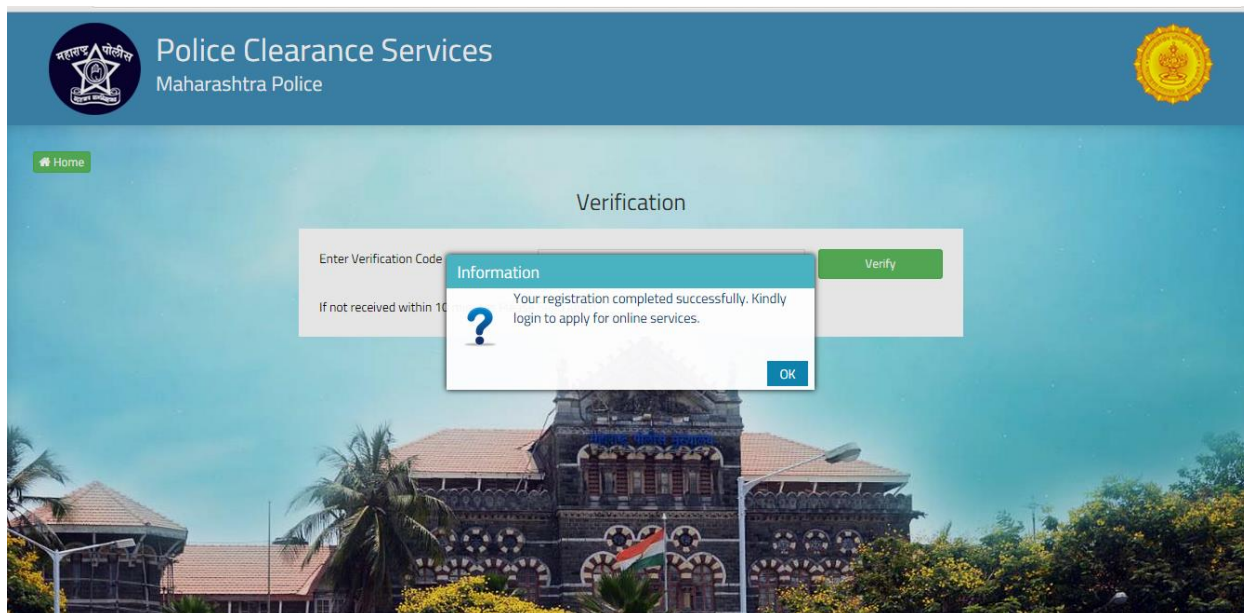 महाराष्ट्र पोलीस
Police Clearance Services
Maharashtra Police
Home
Verification
Enter Verification Code
Verify
If not received within 10
Information
Your registration completed successfully. Kindly
login to apply for online services.
OK